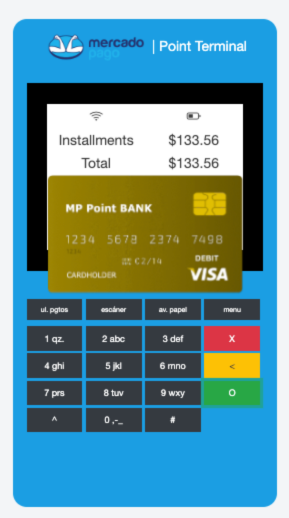 mercado
pago
| Point Terminal
Installments $133.56
Total $133.56
MP Point BANK
1234 5678 2374 7498
1234
C2/14
DEBIT
CARDHOLDER
VISA
ul. pgtos escáner av. papel menu
1 qz. 2 abc 3 def X
4 ghi 5 jkl 6 mno <
7 prs 8 tuv 9 wxy O
^ 0 ,-_ #